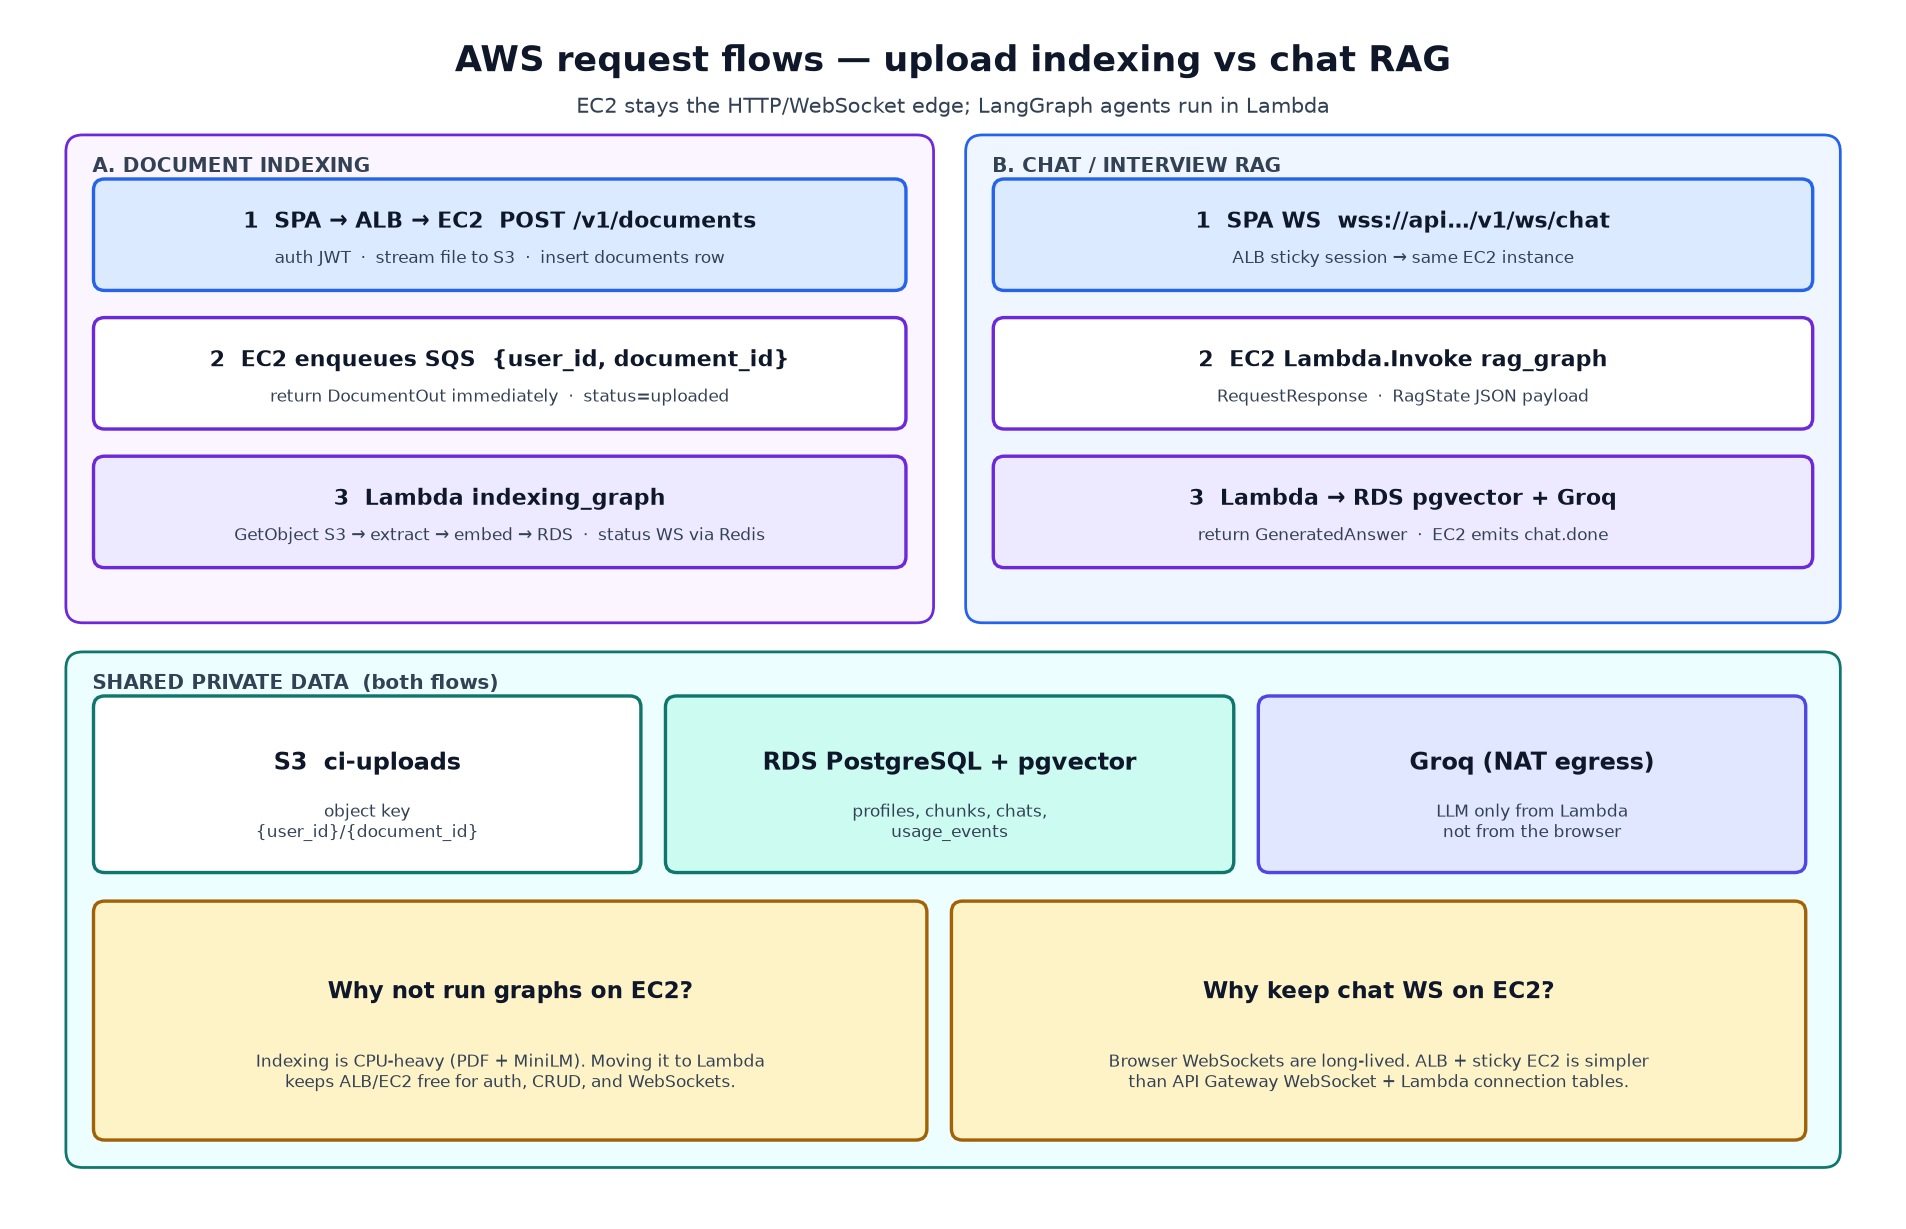 AWS request flows — upload indexing vs chat RAG
EC2 stays the HTTP/WebSocket edge; LangGraph agents run in Lambda
A. DOCUMENT INDEXING
1 SPA → ALB → EC2 POST /v1/documents
auth JWT · stream file to S3 · insert documents row
2 EC2 enqueues SQS {user_id, document_id}
return DocumentOut immediately · status=uploaded
3 Lambda indexing_graph
GetObject S3 → extract → embed → RDS · status WS via Redis
B. CHAT / INTERVIEW RAG
1 SPA WS wss://api…/v1/ws/chat
ALB sticky session → same EC2 instance
2 EC2 Lambda.Invoke rag_graph
RequestResponse · RagState JSON payload
3 Lambda → RDS pgvector + Groq
return GeneratedAnswer · EC2 emits chat.done
SHARED PRIVATE DATA (both flows)
S3 ci-uploads
object key
{user_id}/{document_id}
RDS PostgreSQL + pgvector
profiles, chunks, chats,
usage_events
Groq (NAT egress)
LLM only from Lambda
not from the browser
Why not run graphs on EC2?
Indexing is CPU-heavy (PDF + MiniLM). Moving it to Lambda
keeps ALB/EC2 free for auth, CRUD, and WebSockets.
Why keep chat WS on EC2?
Browser WebSockets are long-lived. ALB + sticky EC2 is simpler
than API Gateway WebSocket + Lambda connection tables.